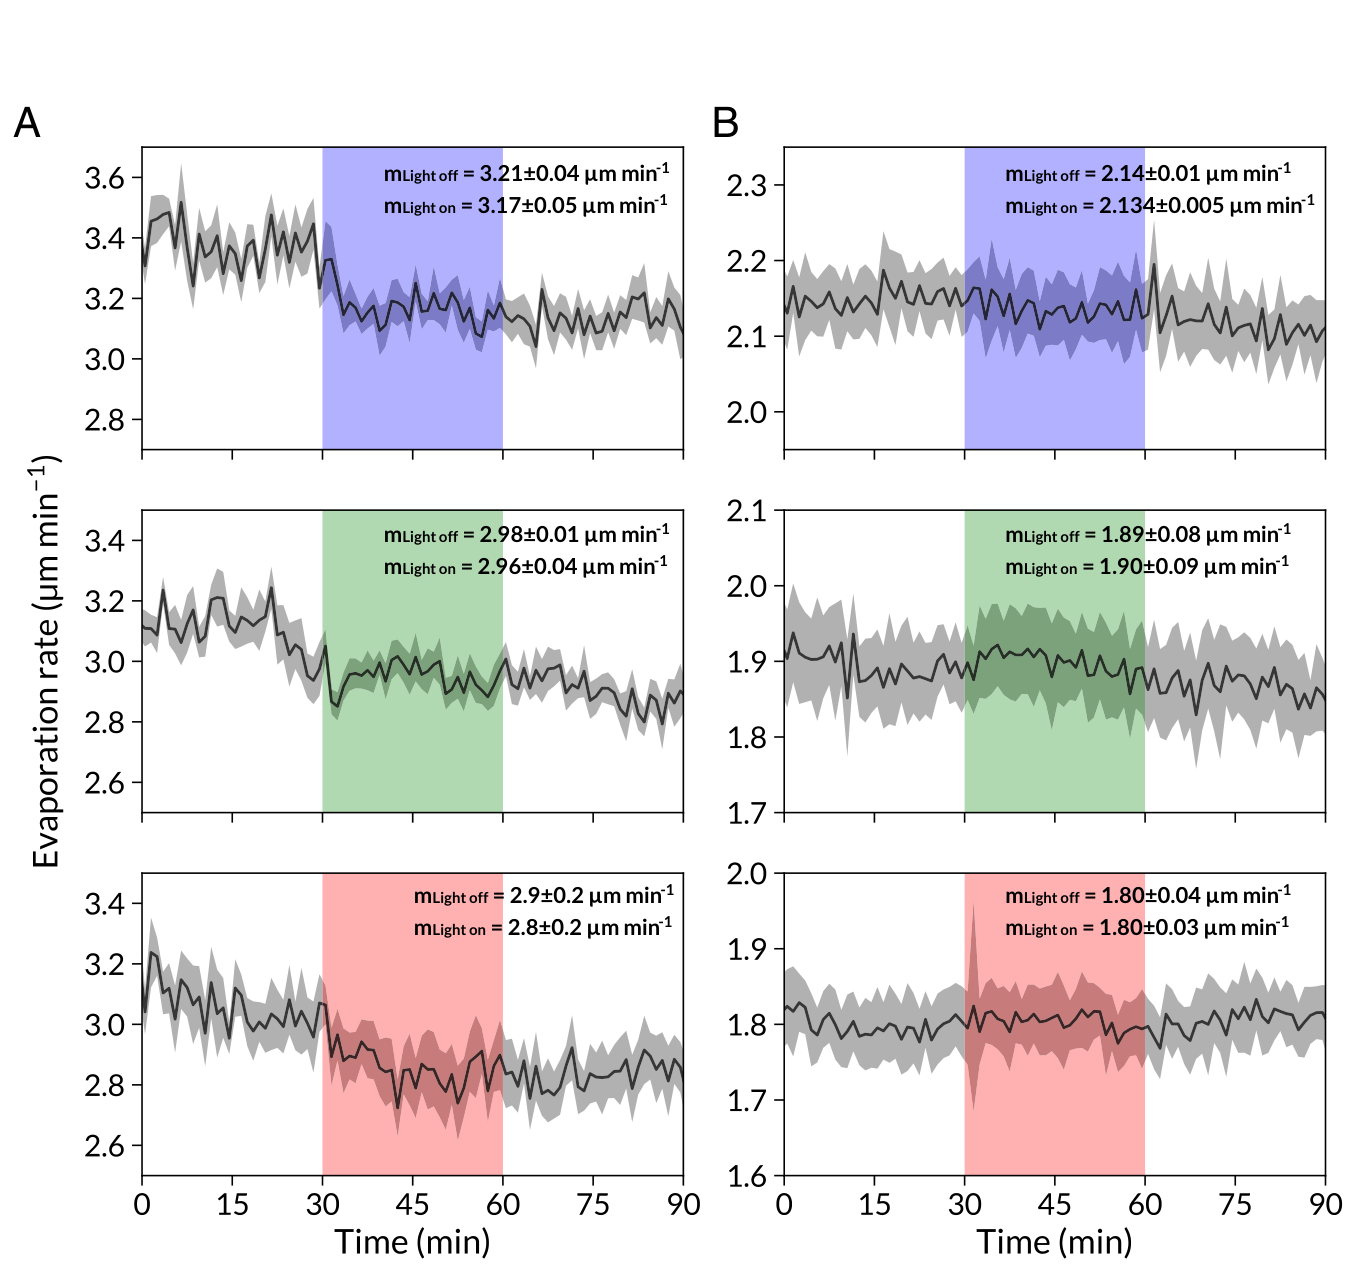 A
B
3.6
3.4
3.2
3.0
2.8
mLight off = 3.21±0.04 µm min-1
mLight on = 3.17±0.05 µm min-1
2.3
2.2
2.1
2.0
mLight off = 2.14±0.01 µm min-1
mLight on = 2.134±0.005 µm min-1
Evaporation rate (µm min−1)
3.4
3.2
3.0
2.8
2.6
mLight off = 2.98±0.01 µm min-1
mLight on = 2.96±0.04 µm min-1
2.1
2.0
1.9
1.8
1.7
mLight off = 1.89±0.08 µm min-1
mLight on = 1.90±0.09 µm min-1
3.4
3.2
3.0
2.8
2.6
mLight off = 2.9±0.2 µm min-1
mLight on = 2.8±0.2 µm min-1
0 15 30 45 60 75 90
Time (min)
2.0
1.9
1.8
1.7
1.6
mLight off = 1.80±0.04 µm min-1
mLight on = 1.80±0.03 µm min-1
0 15 30 45 60 75 90
Time (min)